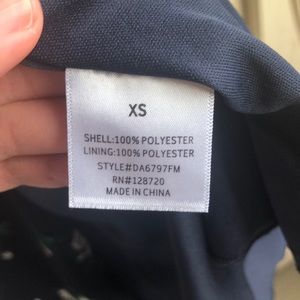 XS
SHELL:100% POLYESTER
LINING:100% POLYESTER
STYLE#DA6797FM
RN#128720
MADE IN CHINA